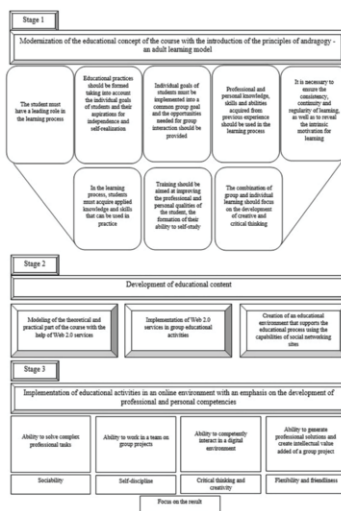 Stage 1
Modernization of the educational concept of the course with the introduction of the principles of andragogy -
an adult learning model
The student must
have a leading role in
the learning process
Educational practices
should be formed
taking into account
the individual goals
of students and their
aspirations for
independence and
self-realization
Individual goals of
students must be
implemented into a
common group goal
and the opportunities
needed for group
interaction should be
provided
Professional and
personal knowledge,
skills and abilities
acquired from
previous experience
should be used in the
learning process
It is necessary to
ensure the
consistency,
continuity and
regularity of learning,
as well as to reveal
the intrinsic
motivation for
learning
In the learning
process, students
must acquire applied
knowledge and skills
that can be used in
practice
Training should be
aimed at improving
the professional and
personal qualities of
the student, the
formation of their
ability to self-study
The combination of
group and individual
learning should focus
on the development
of creative and
critical thinking
Stage 2
Development of educational content
Modeling of the theoretical and
practical part of the course with the
help of Web 2.0 services
Implementation of Web 2.0
services in group educational
activities
Creation of an educational
environment that supports the
educational process using the
capabilities of social networking
sites
Stage 3
Implementation of educational activities in an online environment with an emphasis on the development of
professional and personal competencies
Ability to solve complex
professional tasks
Ability to work in a team on
group projects
Ability to competently
interact in a digital
environment
Ability to generate
professional solutions and
create intellectual value
added of a group project
Sociability
Self-discipline
Critical thinking and
creativity
Flexibility and friendliness
Focus on the result